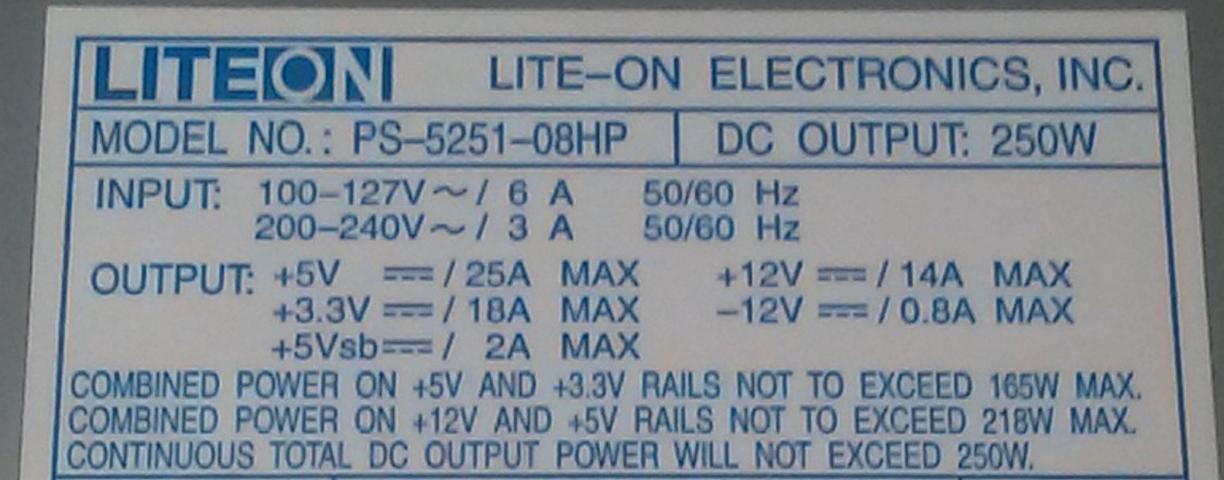 LITEON LITE-ON ELECTRONICS, INC.
MODEL NO.: PS-5251-08HP DC OUTPUT: 250W
INPUT: 100-127V～/ 6 A 50/60 Hz
200-240V～/ 3 A 50/60 Hz
OUTPUT: +5V ⎓/ 25A MAX +12V ⎓/ 14A MAX
+3.3V ⎓/ 18A MAX -12V ⎓/ 0.8A MAX
+5Vsb⎓/ 2A MAX
COMBINED POWER ON +5V AND +3.3V RAILS NOT TO EXCEED 165W MAX.
COMBINED POWER ON +12V AND +5V RAILS NOT TO EXCEED 218W MAX.
CONTINUOUS TOTAL DC OUTPUT POWER WILL NOT EXCEED 250W.